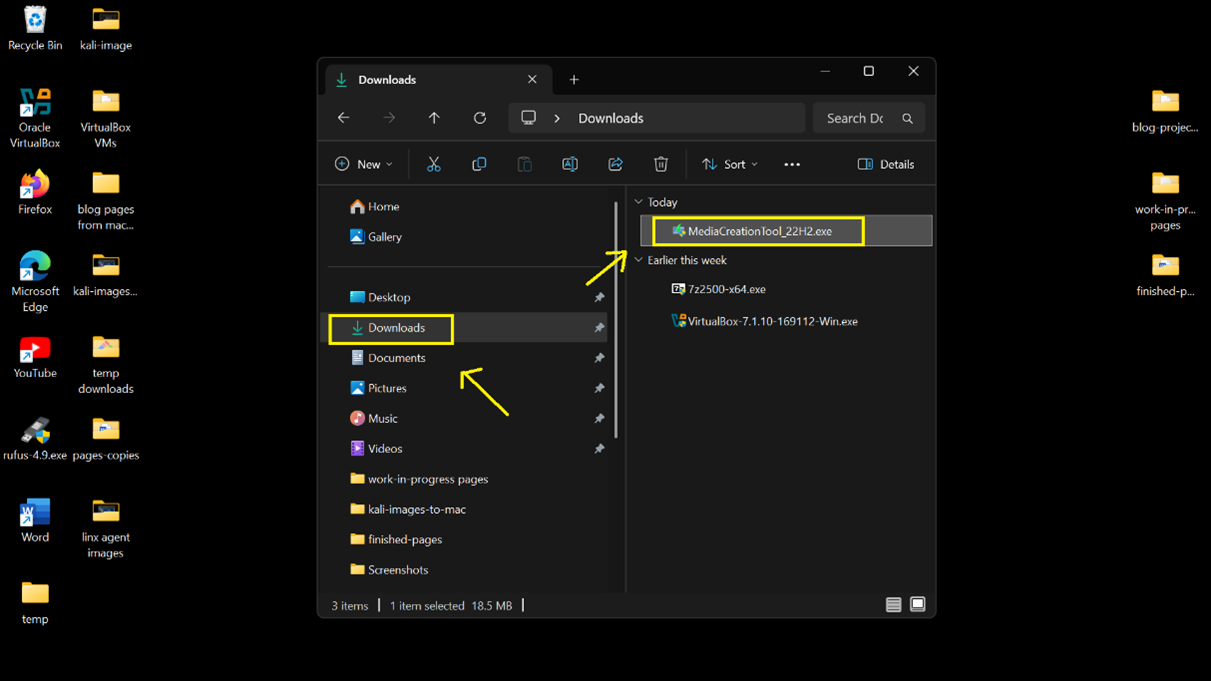 Recycle Bin
kali-image
Oracle
VirtualBox
VirtualBox
VMs
Firefox
blog pages
from mac...
Microsoft
Edge
kali-images...
YouTube
temp
downloads
rufus-4.9.exe
pages-copies
Word
linx agent
images
temp
Downloads
Downloads
Search Dc
New
Sort
Details
Home
Gallery
Desktop
Downloads
Documents
Pictures
Music
Videos
work-in-progress pages
kali-images-to-mac
finished-pages
Screenshots
Today
MediaCreationTool_22H2.exe
Earlier this week
7z2500-x64.exe
VirtualBox-7.1.10-169112-Win.exe
3 items
1 item selected 18.5 MB
blog-projec...
work-in-pr...
pages
finished-p...